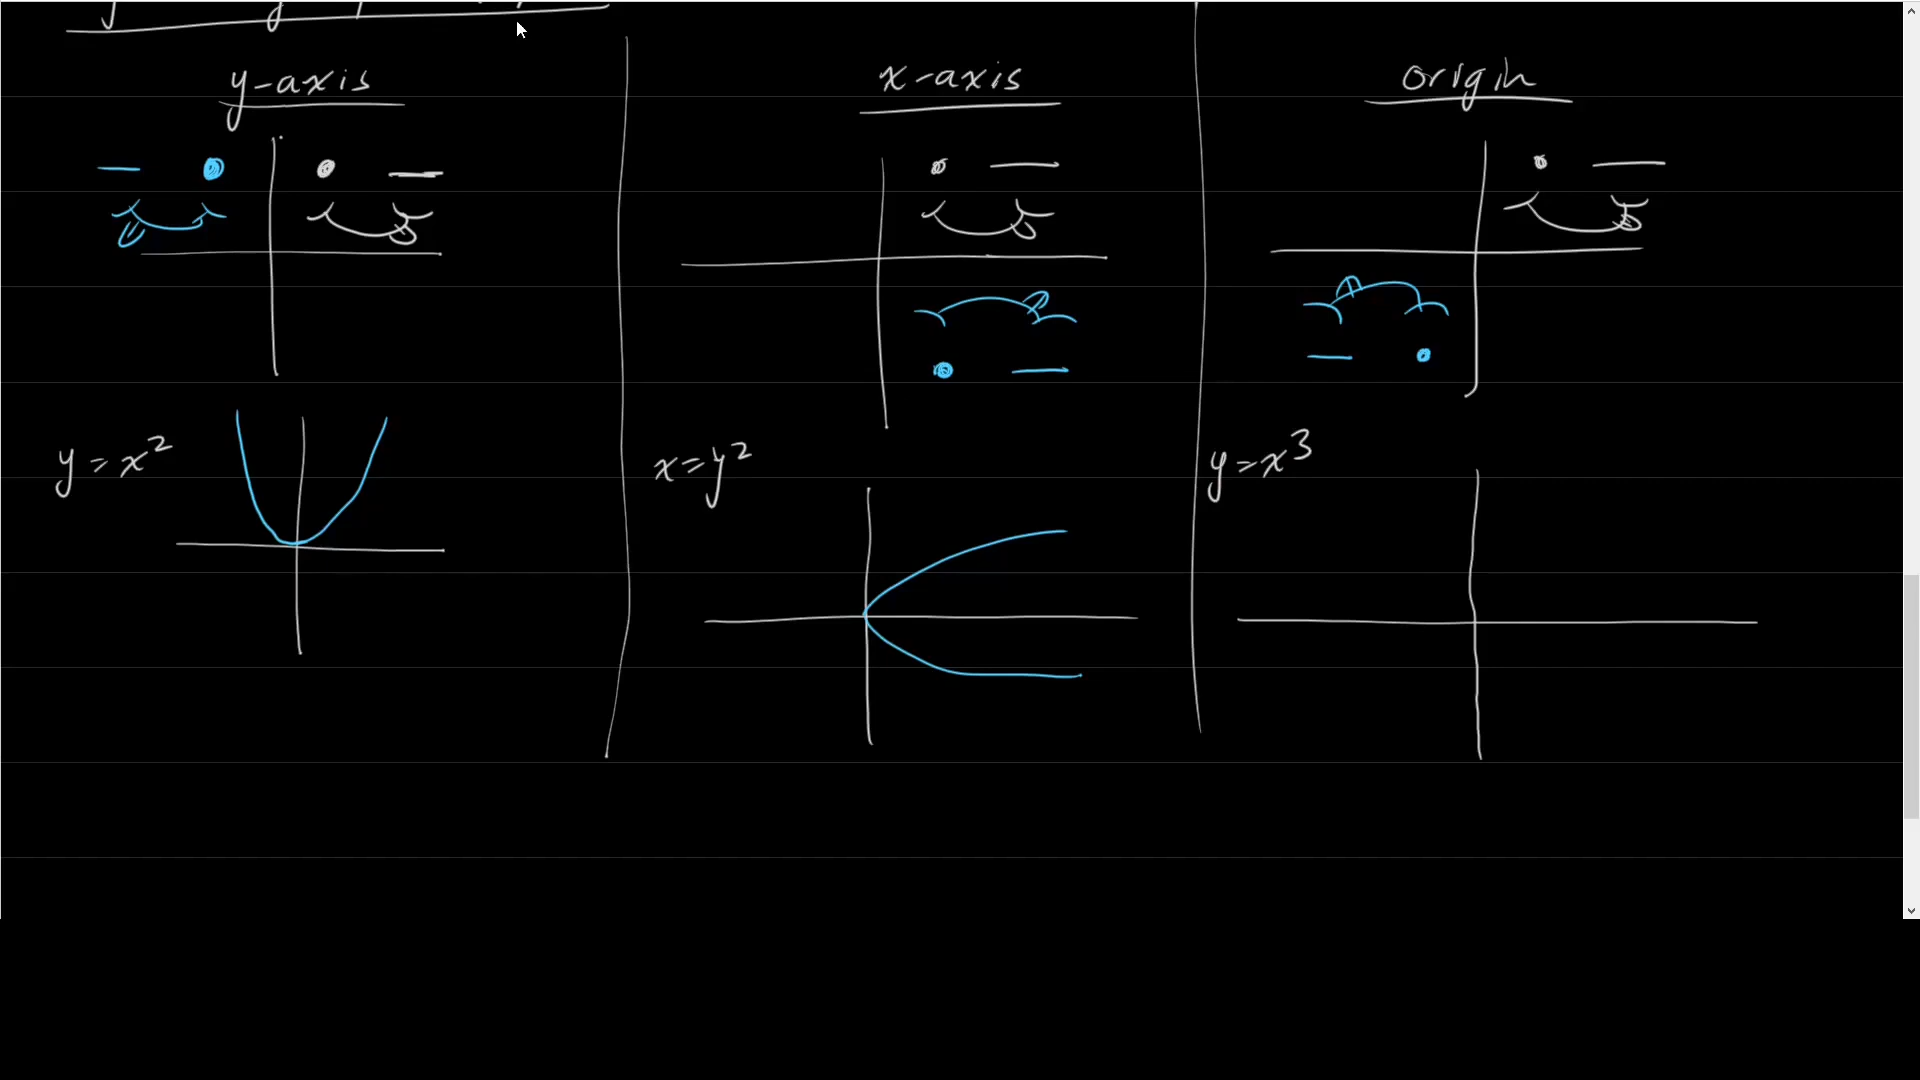 y-axis
x-axis
origin
y=x²
x=y²
y=x³